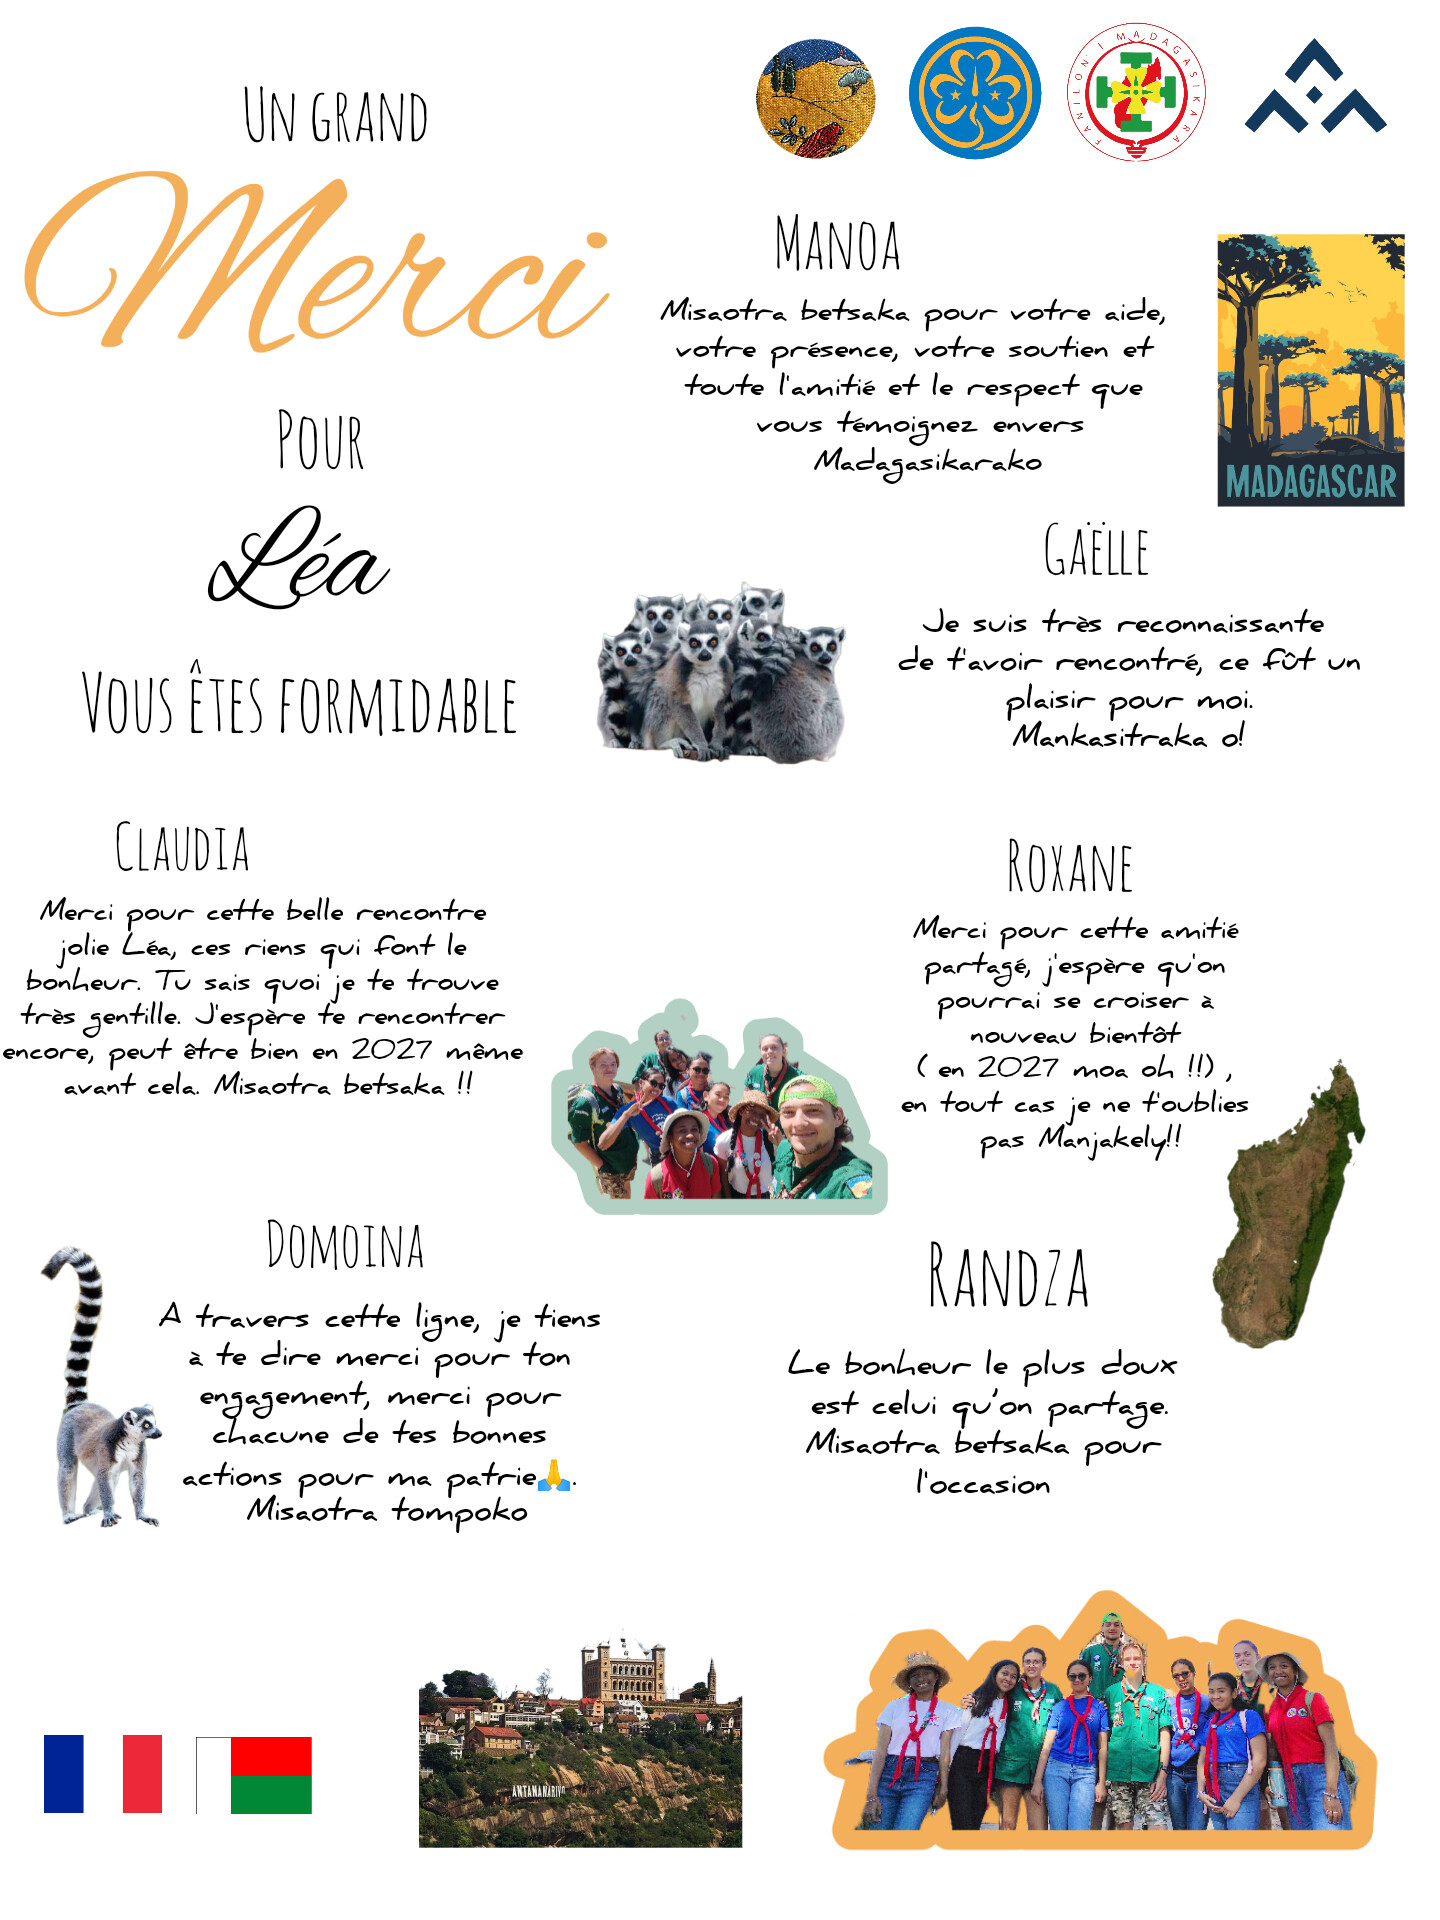 Un grand
Merci
Pour
Léa
Vous êtes formidable
FANILON'I MADAGASIKARA
Manoa
Misaotra betsaka pour votre aide,
votre présence, votre soutien et
toute l'amitié et le respect que
vous témoignez envers
Madagasikarako
MADAGASCAR
Gaëlle
Je suis très reconnaissante
de t'avoir rencontré, ce fût un
plaisir pour moi.
Mankasitraka o!
Claudia
Merci pour cette belle rencontre
jolie Léa, ces riens qui font le
bonheur. Tu sais quoi je te trouve
très gentille. J'espère te rencontrer
encore, peut être bien en 2027 même
avant cela. Misaotra betsaka !!
Roxane
Merci pour cette amitié
partagé, j'espère qu'on
pourrai se croiser à
nouveau bientôt
( en 2027 moa oh !!) ,
en tout cas je ne t'oublies
pas Manjakely!!
Domoina
A travers cette ligne, je tiens
à te dire merci pour ton
engagement, merci pour
chacune de tes bonnes
actions pour ma patrie🙏.
Misaotra tompoko
Randza
Le bonheur le plus doux
est celui qu’on partage.
Misaotra betsaka pour
l'occasion
ANTANANARIVO